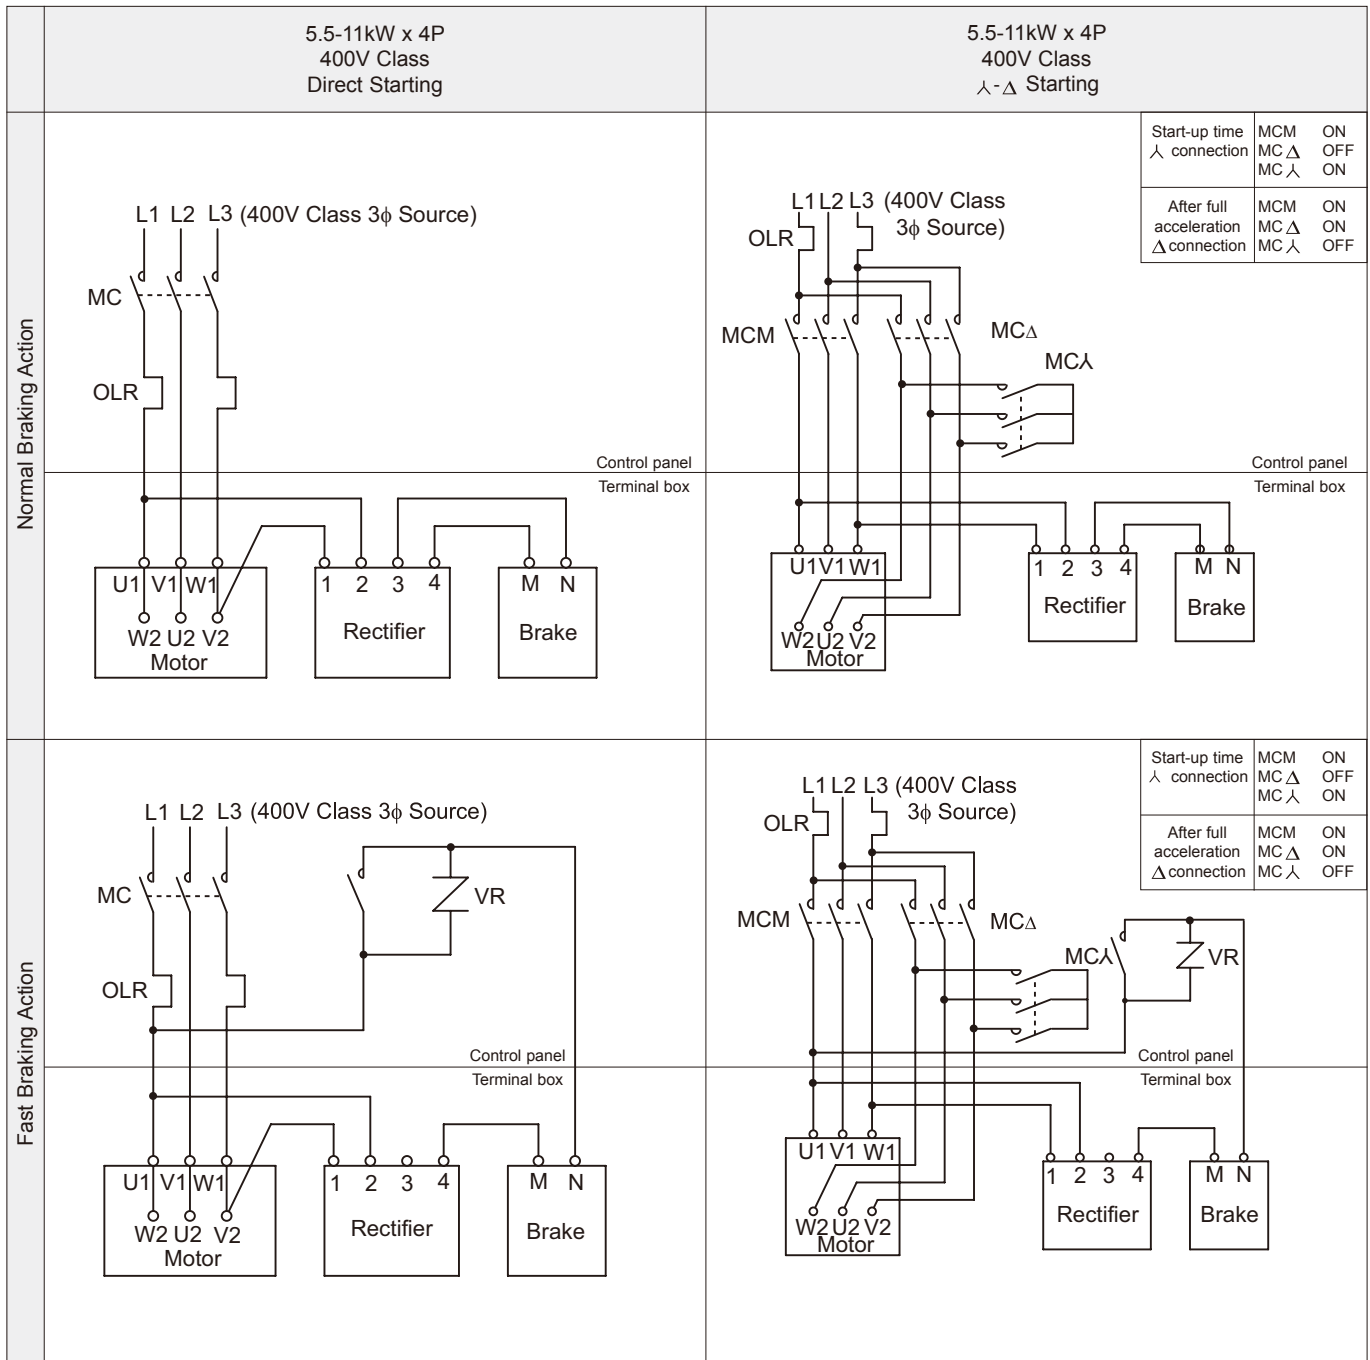 5.5-11kW x 4P
400V Class
Direct Starting
5.5-11kW x 4P
400V Class
⅄-Δ Starting
Normal Braking Action
L1 L2 L3 (400V Class 3ϕ Source)
MC
OLR
Control panel
Terminal box
U1 V1 W1
W2 U2 V2
Motor
1 2 3 4
Rectifier
M N
Brake
Start-up time MCM ON
⅄ connection MC Δ OFF
MC ⅄ ON
After full MCM ON
acceleration MC Δ ON
Δ connection MC ⅄ OFF
L1 L2 L3 (400V Class
3ϕ Source)
OLR
MCM
MCΔ
MC⅄
Control panel
Terminal box
U1 V1 W1
W2 U2 V2
Motor
1 2 3 4
Rectifier
M N
Brake
Fast Braking Action
L1 L2 L3 (400V Class 3ϕ Source)
MC
VR
OLR
Control panel
Terminal box
U1 V1 W1
W2 U2 V2
Motor
1 2 3 4
Rectifier
M N
Brake
Start-up time MCM ON
⅄ connection MC Δ OFF
MC ⅄ ON
After full MCM ON
acceleration MC Δ ON
Δ connection MC ⅄ OFF
L1 L2 L3 (400V Class
3ϕ Source)
OLR
MCM
MCΔ
MC⅄
VR
Control panel
Terminal box
U1 V1 W1
W2 U2 V2
Motor
1 2 3 4
Rectifier
M N
Brake